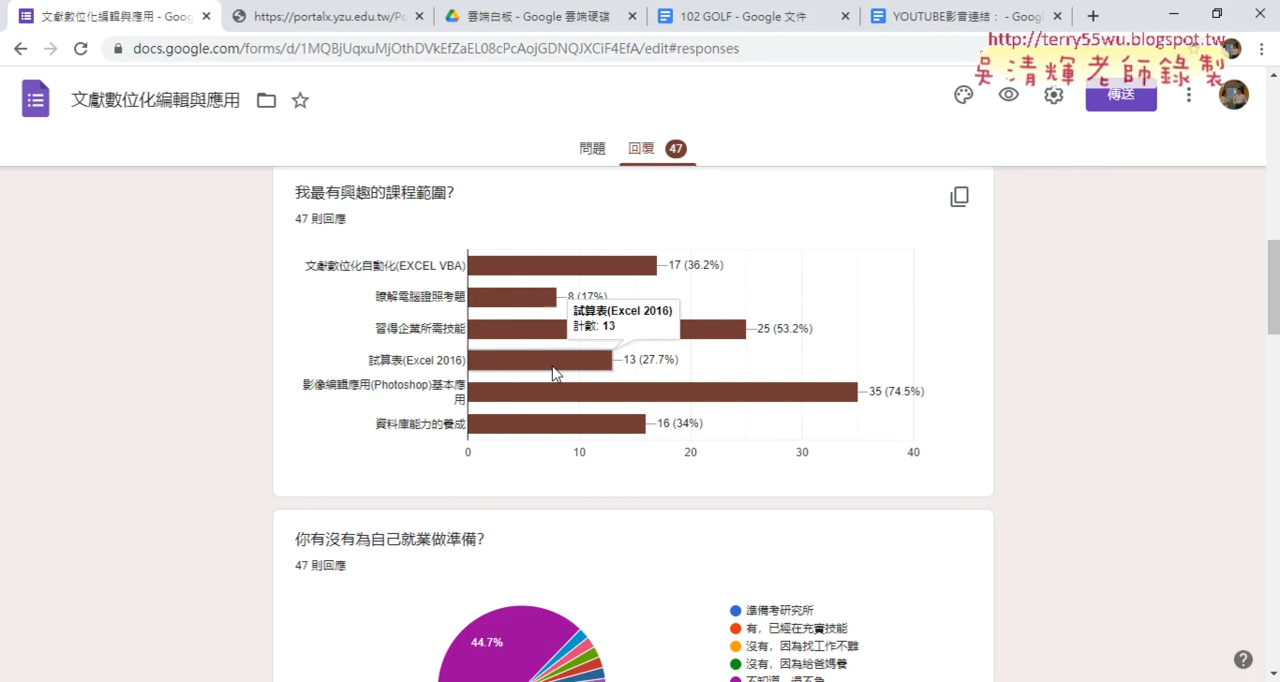 文獻數位化編輯與應用 - Goog
https://portalx.yzu.edu.tw/Po
雲端白板 - Google 雲端硬碟
102 GOLF - Google 文件
YOUTUBE影音連結： - Googl
docs.google.com/forms/d/1MQBjUqxuMjOthDVkEfZaEL08cPcAojGDNQJXCiF4EfA/edit#responses
http://terry55wu.blogspot.tw
吳清輝老師錄製
文獻數位化編輯與應用
傳送
問題
回覆 47
我最有興趣的課程範圍?
47 則回應
文獻數位化自動化(EXCEL VBA)
17 (36.2%)
瞭解電腦證照考題
8 (17%)
習得企業所需技能
25 (53.2%)
試算表(Excel 2016)
計數: 13
試算表(Excel 2016)
13 (27.7%)
影像編輯應用(Photoshop)基本應
用
35 (74.5%)
資料庫能力的養成
16 (34%)
0 10 20 30 40
你有沒有為自己就業做準備?
47 則回應
44.7%
準備考研究所
有，已經在充實技能
沒有，因為找工作不難
沒有，因為給爸媽養